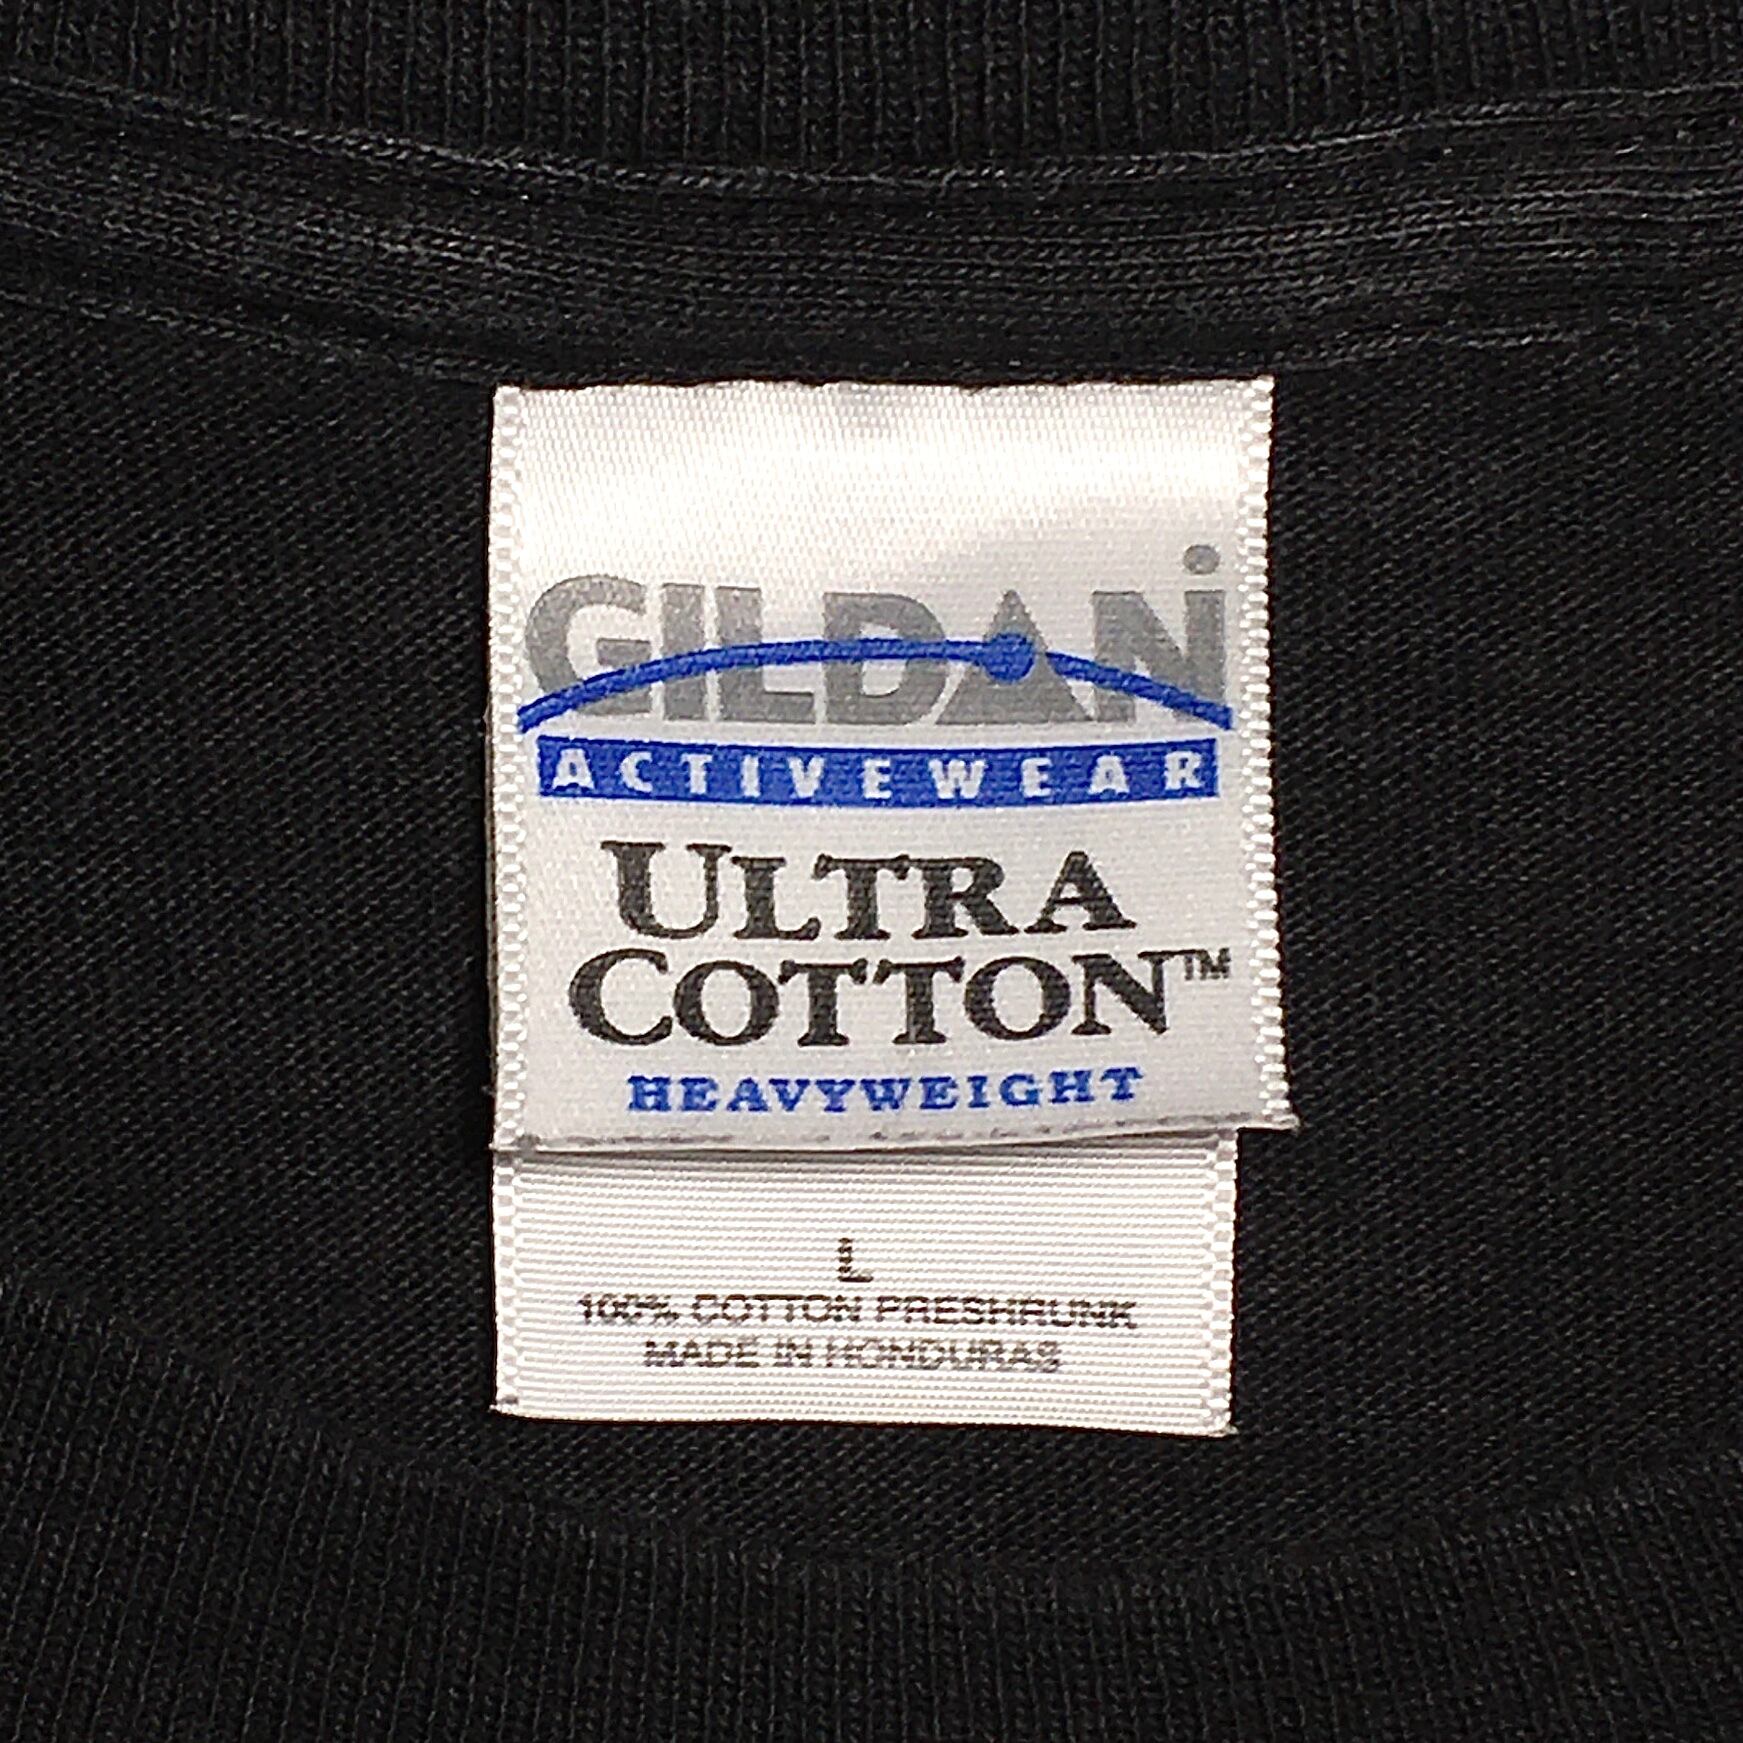 GILDAN
ACTIVEWEAR
ULTRA
COTTON™
HEAVYWEIGHT
L
100% COTTON PRESHRUNK
MADE IN HONDURAS